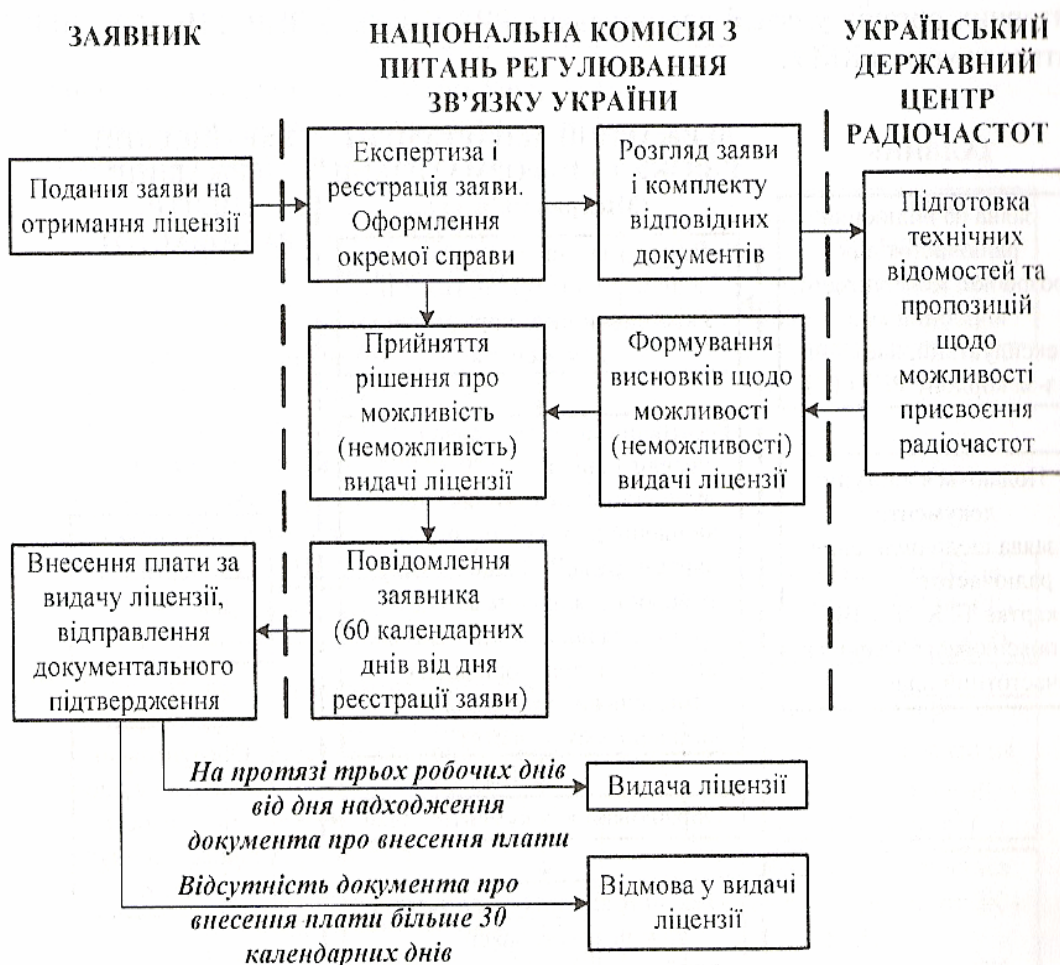 ЗАЯВНИК
НАЦІОНАЛЬНА КОМІСІЯ З
ПИТАНЬ РЕГУЛЮВАННЯ
ЗВ'ЯЗКУ УКРАЇНИ
УКРАЇНСЬКИЙ
ДЕРЖАВНИЙ
ЦЕНТР
РАДІОЧАСТОТ
Подання заяви на
отримання ліцензії
Експертиза і
реєстрація заяви.
Оформлення
окремої справи
Розгляд заяви
і комплекту
відповідних
документів
Підготовка
технічних
відомостей та
пропозицій
щодо
можливості
присвоєння
радіочастот
Формування
висновків щодо
можливості
(неможливості)
видачі ліцензії
Прийняття
рішення про
можливість
(неможливість)
видачі ліцензії
Повідомлення
заявника
(60 календарних
днів від дня
реєстрації заяви)
Внесення плати за
видачу ліцензії,
відправлення
документального
підтвердження
На протязі трьох робочих днів
від дня надходження
документа про внесення плати
Видача ліцензії
Відсутність документа про
внесення плати більше 30
календарних днів
Відмова у видачі
ліцензії